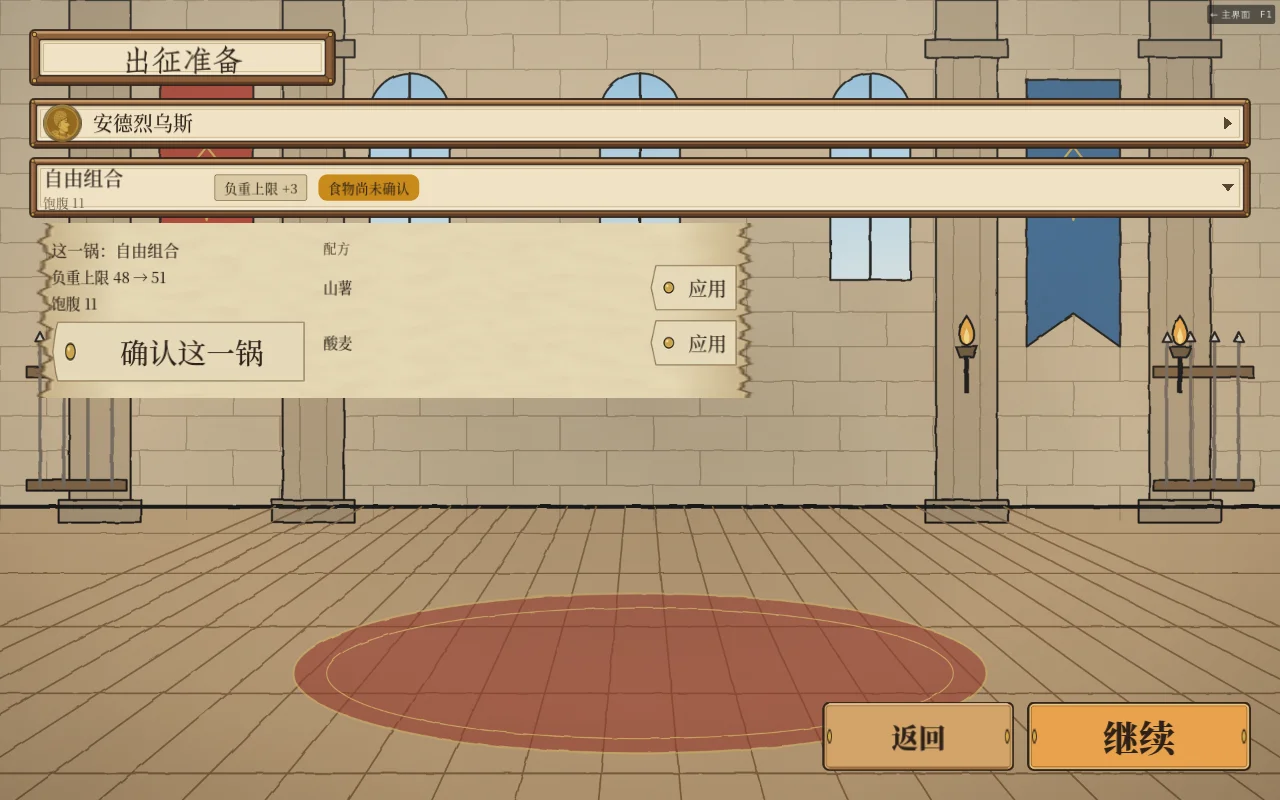 ← 主界面 F1
出征准备
安德烈乌斯
自由组合
饱腹 11
负重上限 +3
食物尚未确认
这一锅：自由组合
负重上限 48 → 51
饱腹 11
确认这一锅
配方
山薯
应用
酸麦
应用
返回
继续